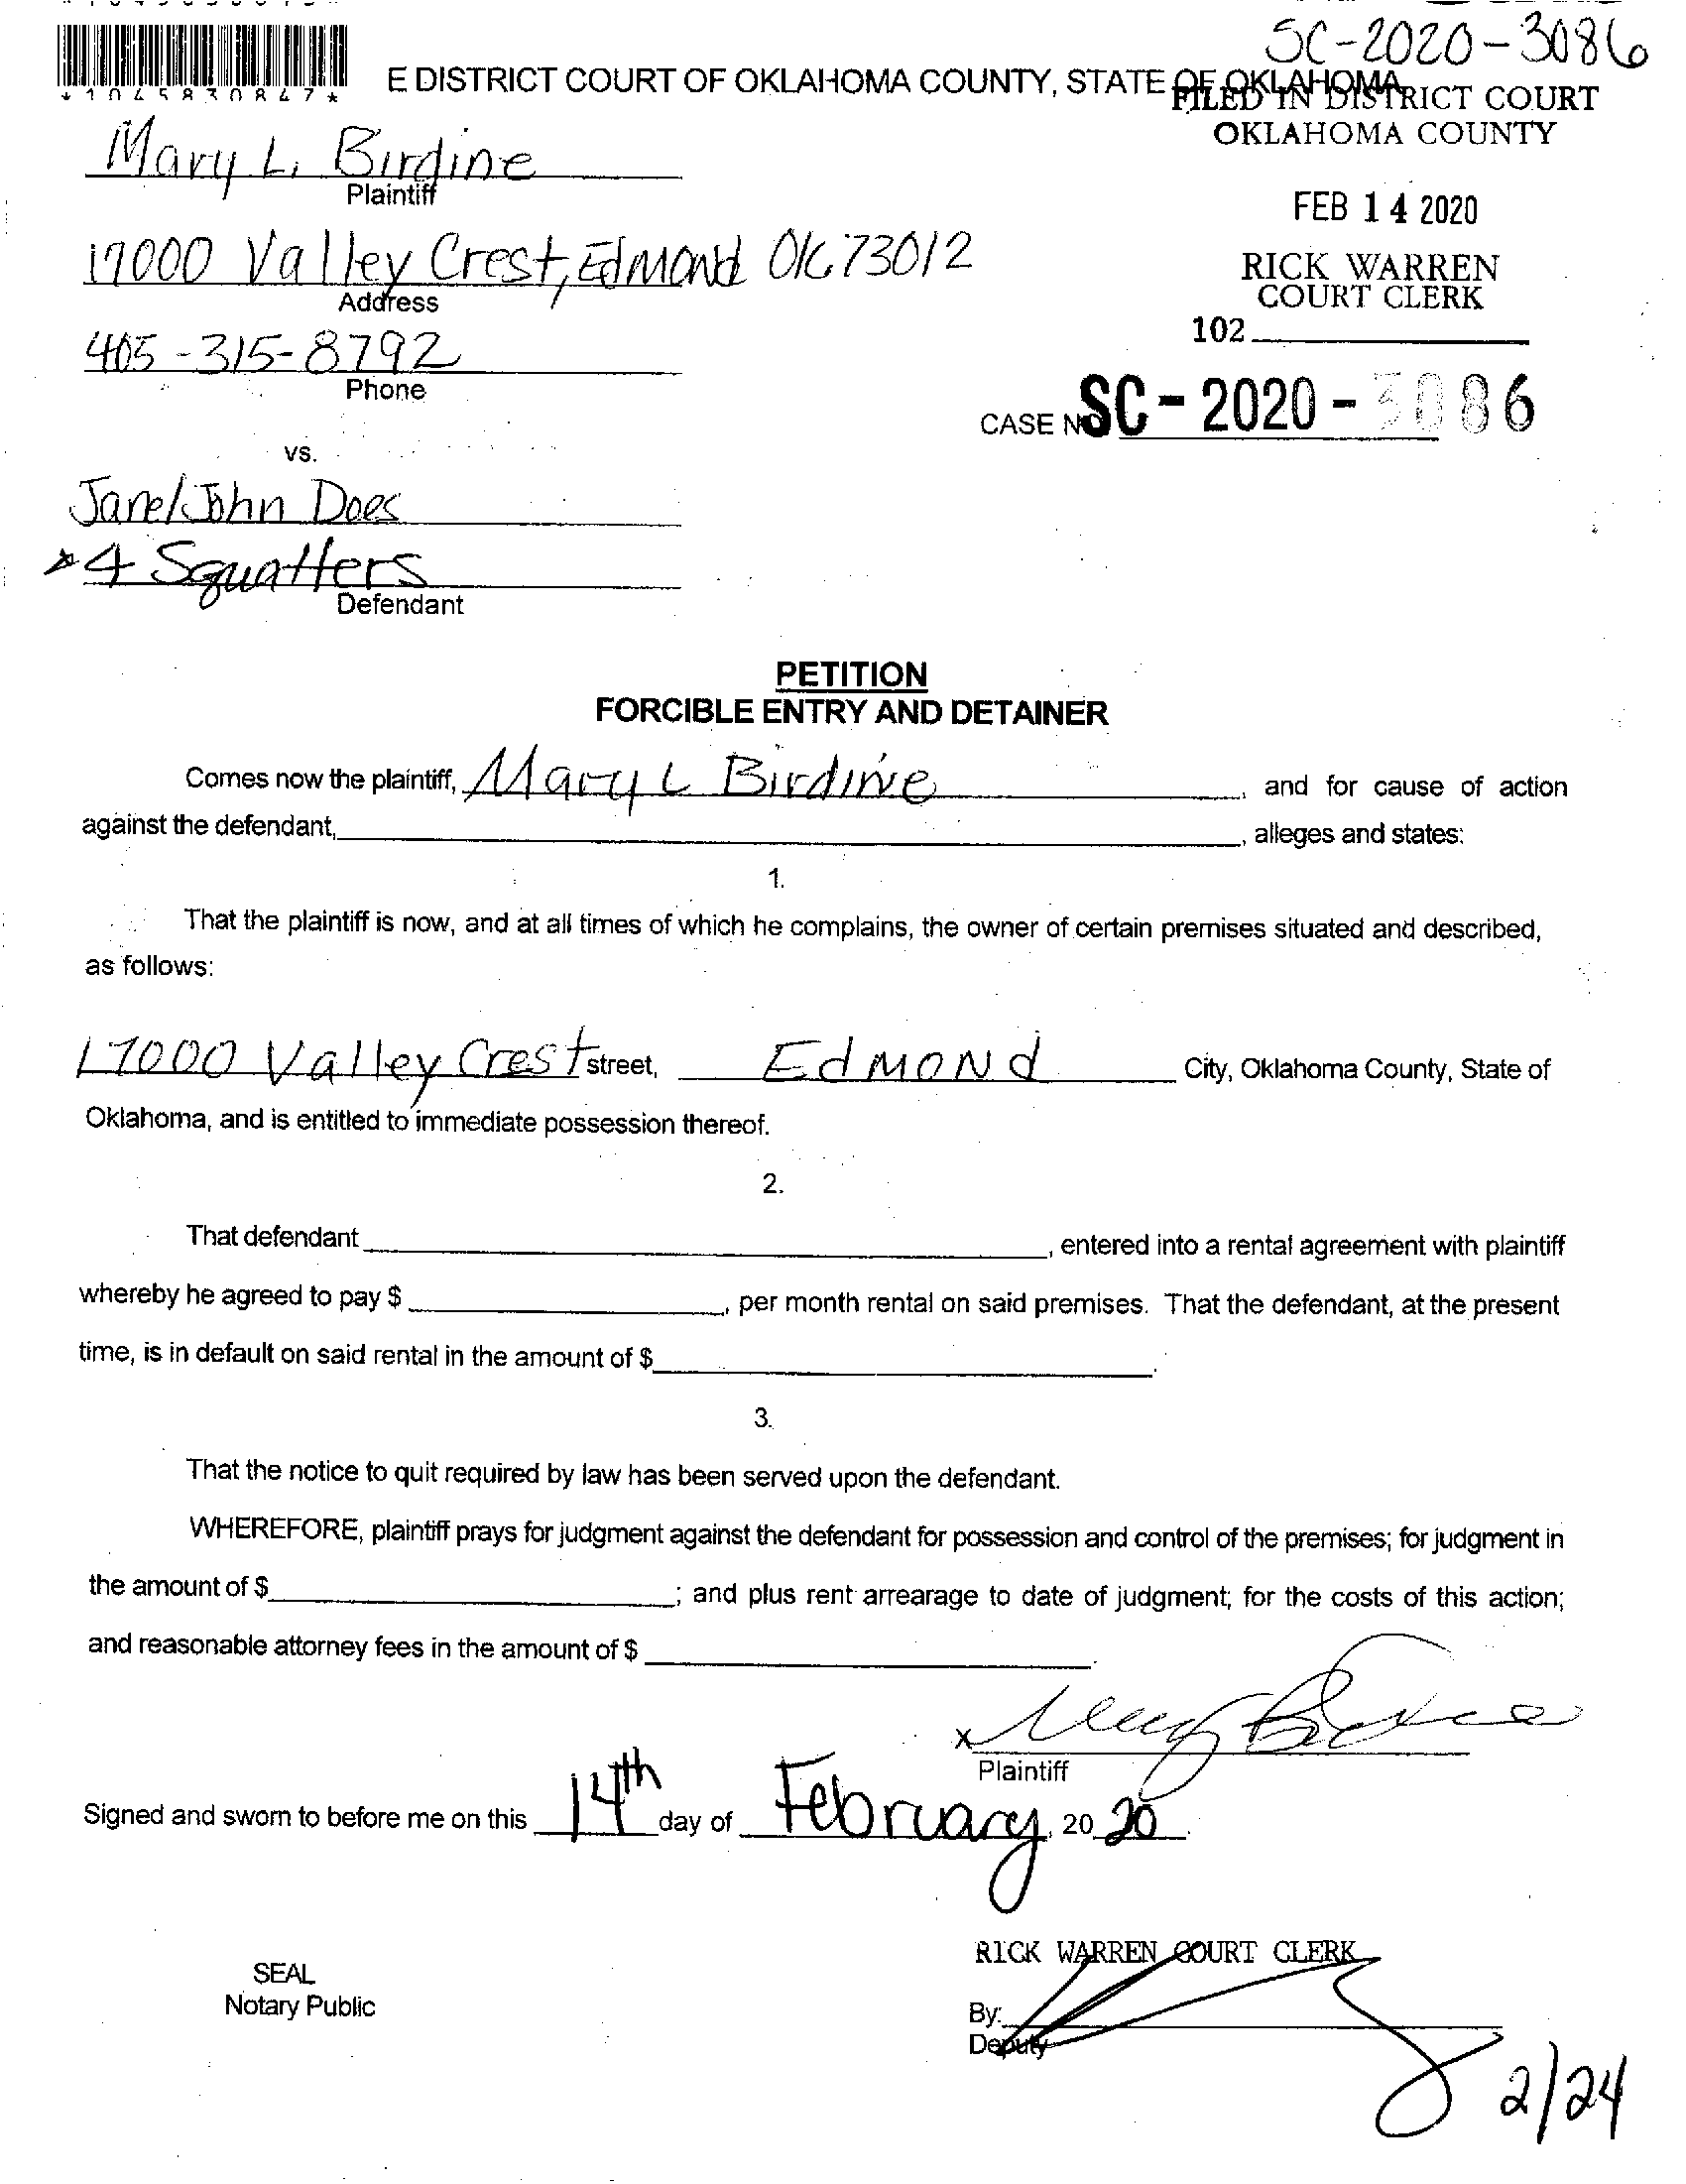 SC-2020-3086
*1045830847*
E DISTRICT COURT OF OKLAHOMA COUNTY, STATE OF OKLAHOMA
FILED IN DISTRICT COURT
OKLAHOMA COUNTY
Mary L. Birdine
Plaintiff
FEB 14 2020
17000 Valley Crest, Edmond OK 73012
Address
RICK WARREN
COURT CLERK
102
405-315-8792
Phone
CASE NO. SC-2020-3086
vs.
Jane/John Does
*4 Squatters
Defendant
PETITION
FORCIBLE ENTRY AND DETAINER
Comes now the plaintiff, Mary L Birdine, and for cause of action
against the defendant, , alleges and states:
1.
That the plaintiff is now, and at all times of which he complains, the owner of certain premises situated and described,
as follows:
17000 Valley Crest street, Edmond City, Oklahoma County, State of
Oklahoma, and is entitled to immediate possession thereof.
2.
That defendant , entered into a rental agreement with plaintiff
whereby he agreed to pay $ , per month rental on said premises. That the defendant, at the present
time, is in default on said rental in the amount of $ .
3.
That the notice to quit required by law has been served upon the defendant.
WHEREFORE, plaintiff prays for judgment against the defendant for possession and control of the premises; for judgment in
the amount of $ ; and plus rent arrearage to date of judgment; for the costs of this action;
and reasonable attorney fees in the amount of $ .
x Mary Birdine
Plaintiff
Signed and sworn to before me on this 14th day of February, 20 20.
RICK WARREN COURT CLERK
SEAL
Notary Public
By:
Deputy
2/24